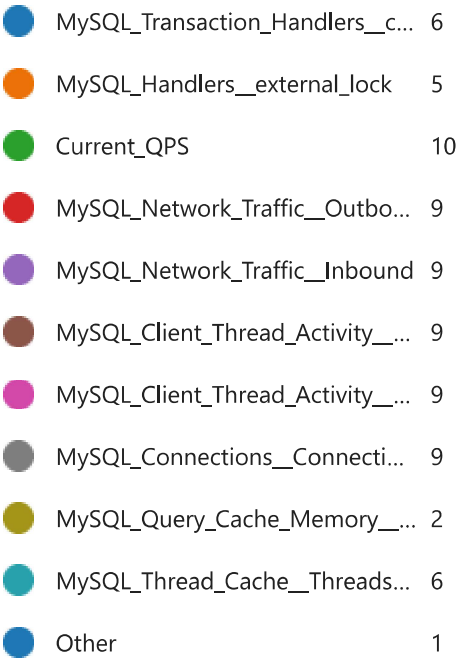 MySQL_Transaction_Handlers__c... 6
MySQL_Handlers__external_lock 5
Current_QPS 10
MySQL_Network_Traffic__Outbo... 9
MySQL_Network_Traffic__Inbound 9
MySQL_Client_Thread_Activity__... 9
MySQL_Client_Thread_Activity__... 9
MySQL_Connections__Connecti... 9
MySQL_Query_Cache_Memory__... 2
MySQL_Thread_Cache__Threads... 6
Other 1